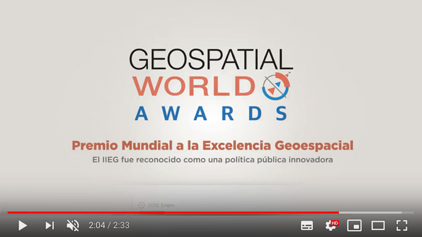 GEOSPATIAL
WORLD
AWARDS
Premio Mundial a la Excelencia Geoespacial
El IIEG fue reconocido como una política pública innovadora
2:04 / 2:33
HD